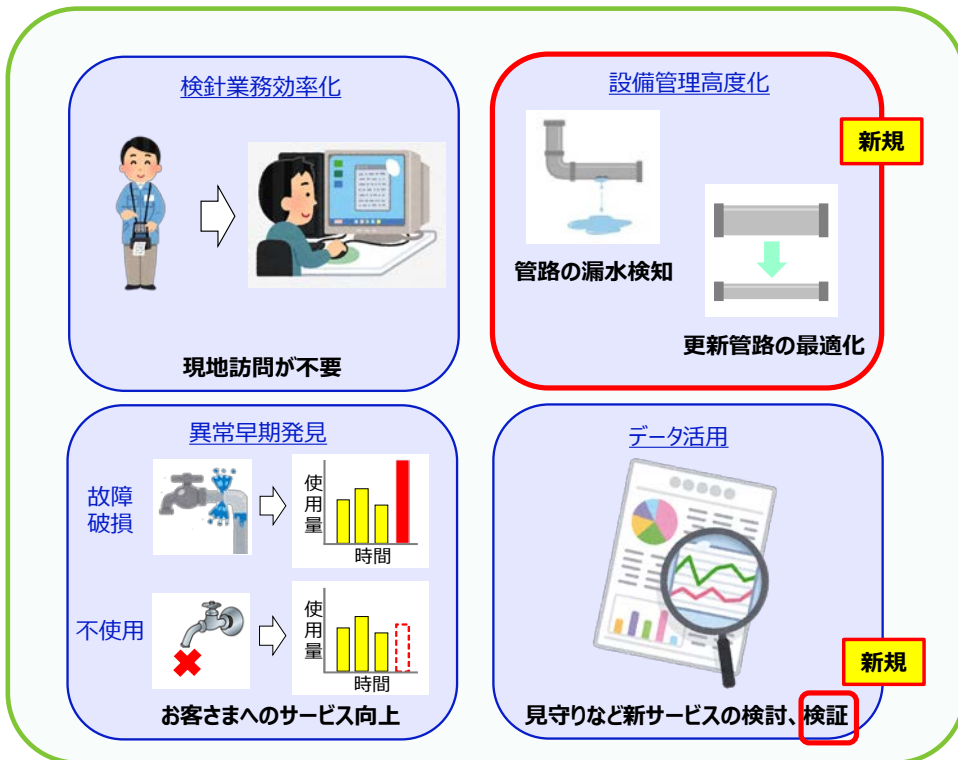 検針業務効率化
現地訪問が不要
設備管理高度化
新規
管路の漏水検知
更新管路の最適化
異常早期発見
故障
破損
使用量
時間
不使用
使用量
時間
お客さまへのサービス向上
データ活用
新規
見守りなど新サービスの検討、検証